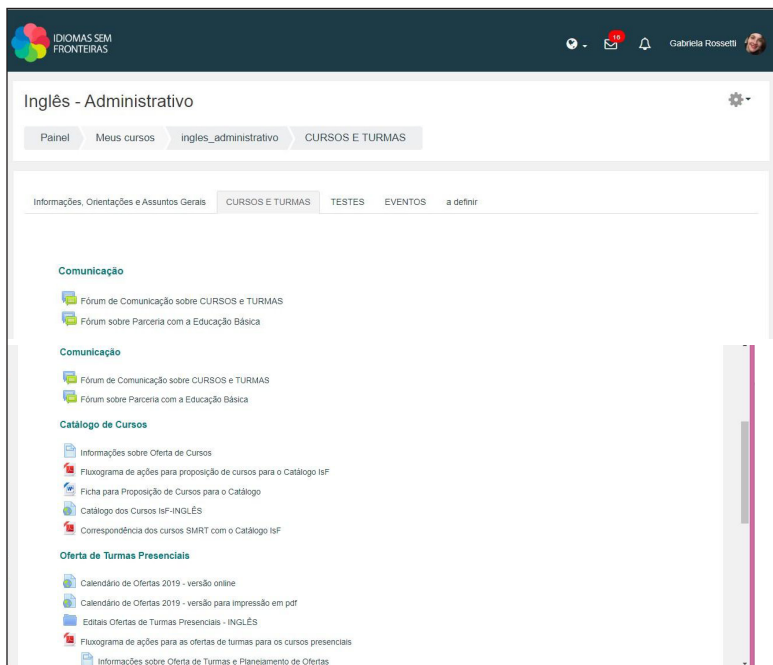 IDIOMAS SEM
FRONTEIRAS
16
Gabriela Rossetti
Inglês - Administrativo
Painel Meus cursos ingles_administrativo CURSOS E TURMAS
Informações, Orientações e Assuntos Gerais CURSOS E TURMAS TESTES EVENTOS a definir
Comunicação
Fórum de Comunicação sobre CURSOS e TURMAS
Fórum sobre Parceria com a Educação Básica
Comunicação
Fórum de Comunicação sobre CURSOS e TURMAS
Fórum sobre Parceria com a Educação Básica
Catálogo de Cursos
Informações sobre Oferta de Cursos
Fluxograma de ações para proposição de cursos para o Catálogo IsF
Ficha para Proposição de Cursos para o Catálogo
Catálogo dos Cursos IsF-INGLÊS
Correspondência dos cursos SMRT com o Catálogo IsF
Oferta de Turmas Presenciais
Calendário de Ofertas 2019 - versão online
Calendário de Ofertas 2019 - versão para impressão em pdf
Editais Ofertas de Turmas Presenciais - INGLÊS
Fluxograma de ações para as ofertas de turmas para os cursos presenciais
Informações sobre Oferta de Turmas e Planejamento de Ofertas